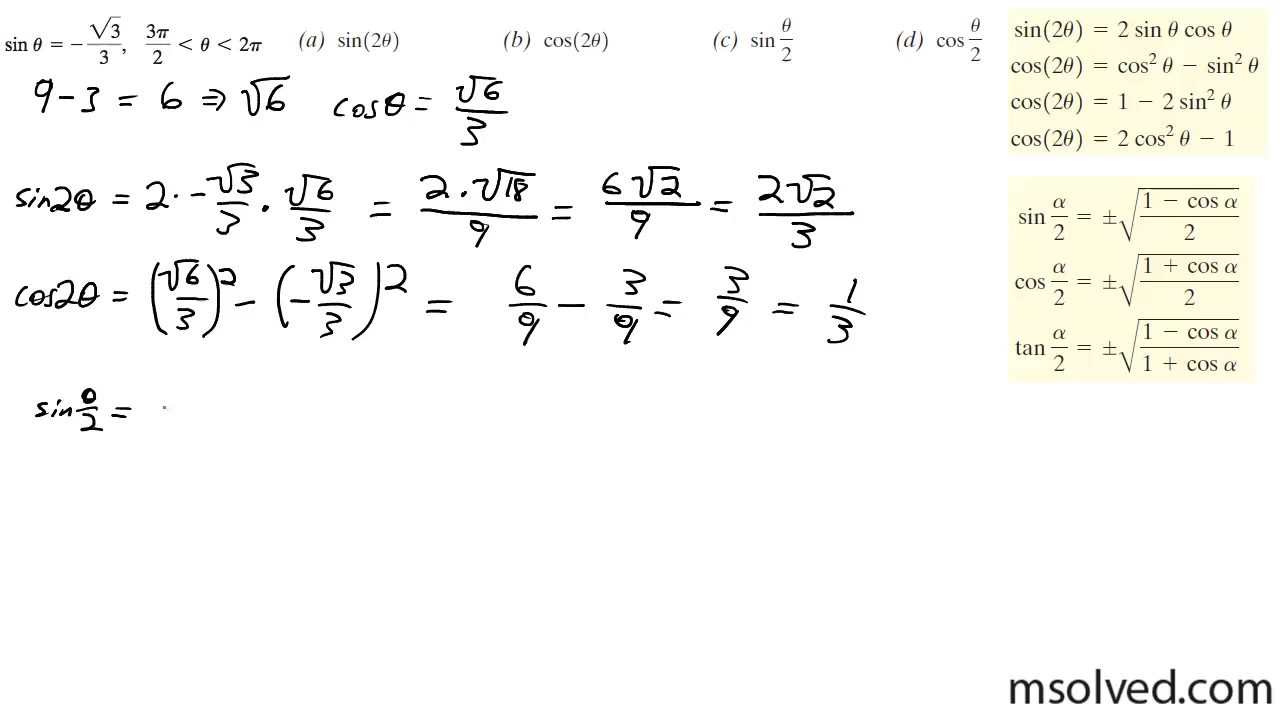 sin θ = −√3/3, 3π/2 < θ < 2π (a) sin(2θ) (b) cos(2θ) (c) sin θ/2 (d) cos θ/2
9 − 3 = 6 ⇒ √6 cosθ = √6/3
sin2θ = 2 · −√3/3 · √6/3 = 2 · √18/9 = 6√2/9 = 2√2/3
cos2θ = (√6/3)² − (−√3/3)² = 6/9 − 3/9 = 3/9 = 1/3
sin θ/2 =
sin(2θ) = 2 sin θ cos θ
cos(2θ) = cos² θ − sin² θ
cos(2θ) = 1 − 2 sin² θ
cos(2θ) = 2 cos² θ − 1
sin α/2 = ±√((1 − cos α)/2)
cos α/2 = ±√((1 + cos α)/2)
tan α/2 = ±√((1 − cos α)/(1 + cos α))
msolved.com